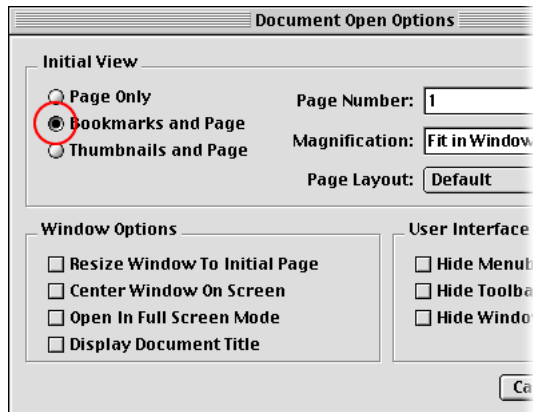 Document Open Options
Initial View
Page Only
Bookmarks and Page
Thumbnails and Page
Page Number: 1
Magnification: Fit in Window
Page Layout: Default
Window Options
Resize Window To Initial Page
Center Window On Screen
Open In Full Screen Mode
Display Document Title
User Interface
Hide Menub
Hide Toolba
Hide Windo
Ca